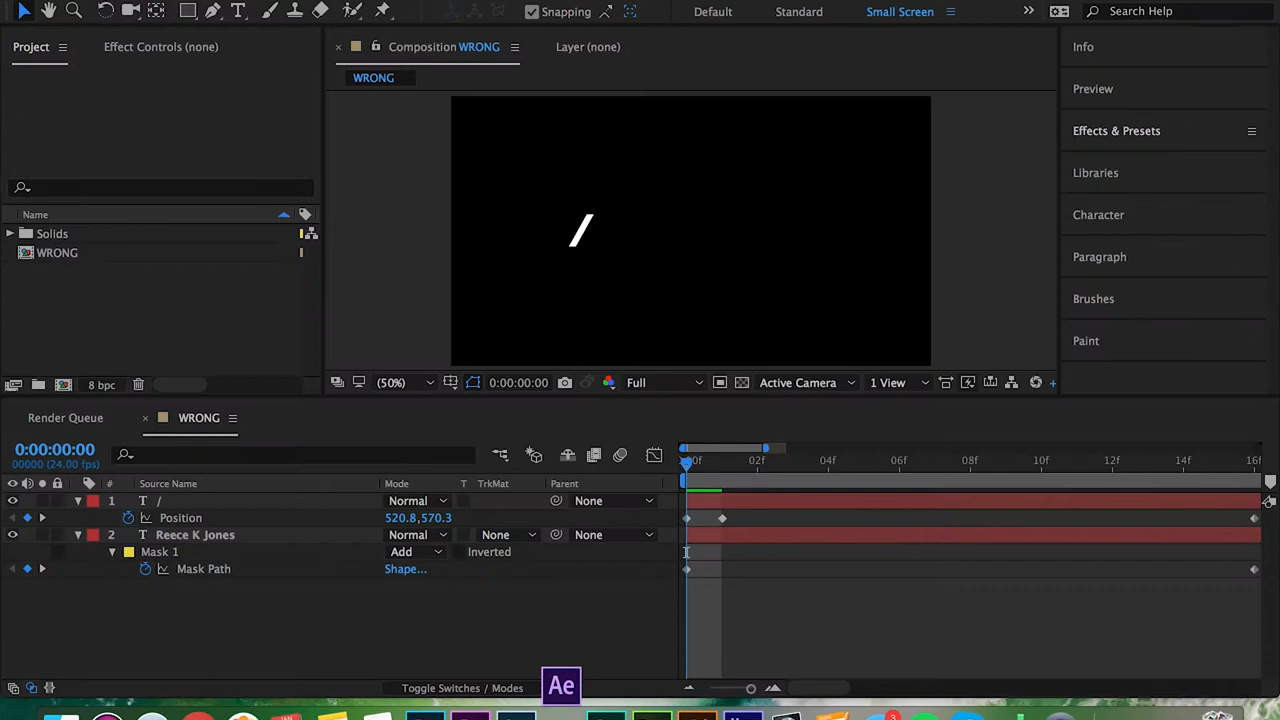 Snapping
Default
Standard
Small Screen
Search Help
Project
Effect Controls (none)
Composition WRONG
Layer (none)
WRONG
/
Info
Preview
Effects & Presets
Libraries
Character
Paragraph
Brushes
Paint
Name
Solids
WRONG
8 bpc
(50%)
0:00:00:00
Full
Active Camera
1 View
Render Queue
WRONG
0:00:00:00
00000 (24.00 fps)
02f
04f
06f
08f
10f
12f
14f
16f
#
Source Name
Mode
T
TrkMat
Parent
1
T
/
Normal
None
Position
520.8,570.3
2
T
Reece K Jones
Normal
None
None
Mask 1
Add
Inverted
Mask Path
Shape...
Toggle Switches / Modes
Ae